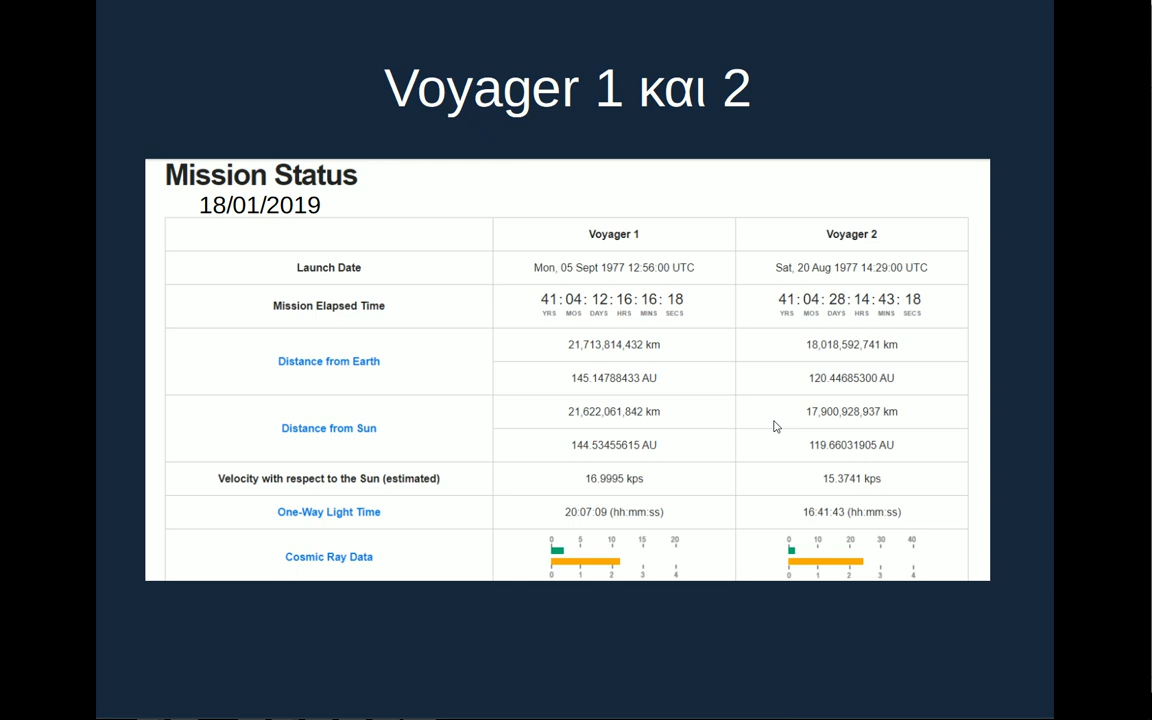 Voyager 1 και 2
Mission Status
18/01/2019
Voyager 1 Voyager 2
Launch Date Mon, 05 Sept 1977 12:56:00 UTC Sat, 20 Aug 1977 14:29:00 UTC
Mission Elapsed Time 41:04:12:16:16:18 41:04:28:14:43:18
YRS MOS DAYS HRS MINS SECS YRS MOS DAYS HRS MINS SECS
Distance from Earth 21,713,814,432 km 18,018,592,741 km
145.14788433 AU 120.44685300 AU
Distance from Sun 21,622,061,842 km 17,900,928,937 km
144.53455615 AU 119.66031905 AU
Velocity with respect to the Sun (estimated) 16.9995 kps 15.3741 kps
One-Way Light Time 20:07:09 (hh:mm:ss) 16:41:43 (hh:mm:ss)
Cosmic Ray Data 0 5 10 15 20 0 10 20 30 40
0 1 2 3 4 0 1 2 3 4